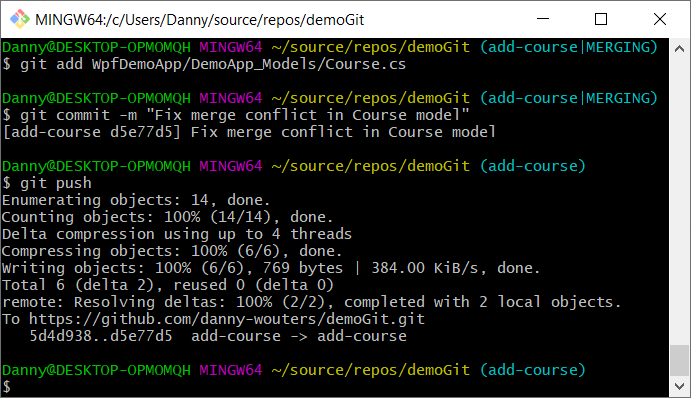 MINGW64:/c/Users/Danny/source/repos/demoGit
Danny@DESKTOP-OPMOMQH MINGW64 ~/source/repos/demoGit (add-course|MERGING)
$ git add WpfDemoApp/DemoApp_Models/Course.cs
Danny@DESKTOP-OPMOMQH MINGW64 ~/source/repos/demoGit (add-course|MERGING)
$ git commit -m "Fix merge conflict in Course model"
[add-course d5e77d5] Fix merge conflict in Course model
Danny@DESKTOP-OPMOMQH MINGW64 ~/source/repos/demoGit (add-course)
$ git push
Enumerating objects: 14, done.
Counting objects: 100% (14/14), done.
Delta compression using up to 4 threads
Compressing objects: 100% (6/6), done.
Writing objects: 100% (6/6), 769 bytes | 384.00 KiB/s, done.
Total 6 (delta 2), reused 0 (delta 0)
remote: Resolving deltas: 100% (2/2), completed with 2 local objects.
To https://github.com/danny-wouters/demoGit.git
   5d4d938..d5e77d5  add-course -> add-course
Danny@DESKTOP-OPMOMQH MINGW64 ~/source/repos/demoGit (add-course)
$